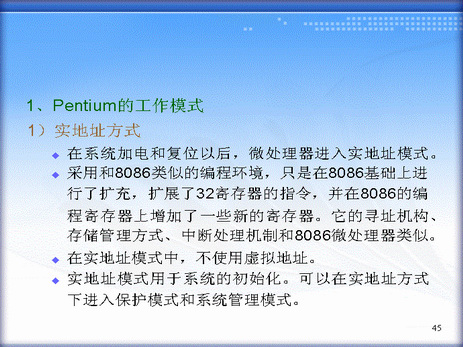 1、Pentium的工作模式
1）实地址方式
在系统加电和复位以后，微处理器进入实地址模式。
采用和8086类似的编程环境，只是在8086基础上进
行了扩充，扩展了32寄存器的指令，并在8086的编
程寄存器上增加了一些新的寄存器。它的寻址机构、
存储管理方式、中断处理机制和8086微处理器类似。
在实地址模式中，不使用虚拟地址。
实地址模式用于系统的初始化。可以在实地址方式
下进入保护模式和系统管理模式。
45